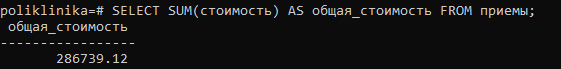 poliklinika=# SELECT SUM(стоимость) AS общая_стоимость FROM приемы;
общая_стоимость
-----------------
286739.12